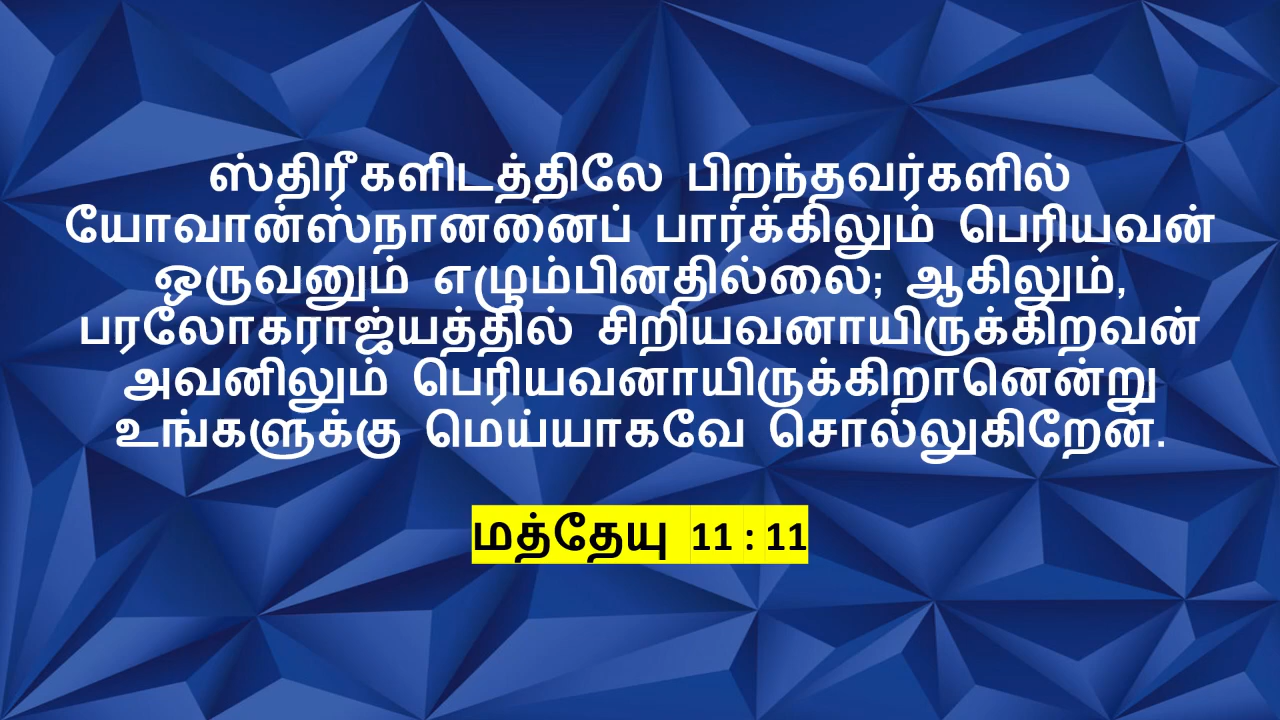 ஸ்திரீகளிடத்திலே பிறந்தவர்களில்
யோவான்ஸ்நானனைப் பார்க்கிலும் பெரியவன்
ஒருவனும் எழும்பினதில்லை; ஆகிலும்,
பரலோகராஜ்யத்தில் சிறியவனாயிருக்கிறவன்
அவனிலும் பெரியவனாயிருக்கிறானென்று
உங்களுக்கு மெய்யாகவே சொல்லுகிறேன்.
மத்தேயு 11 : 11